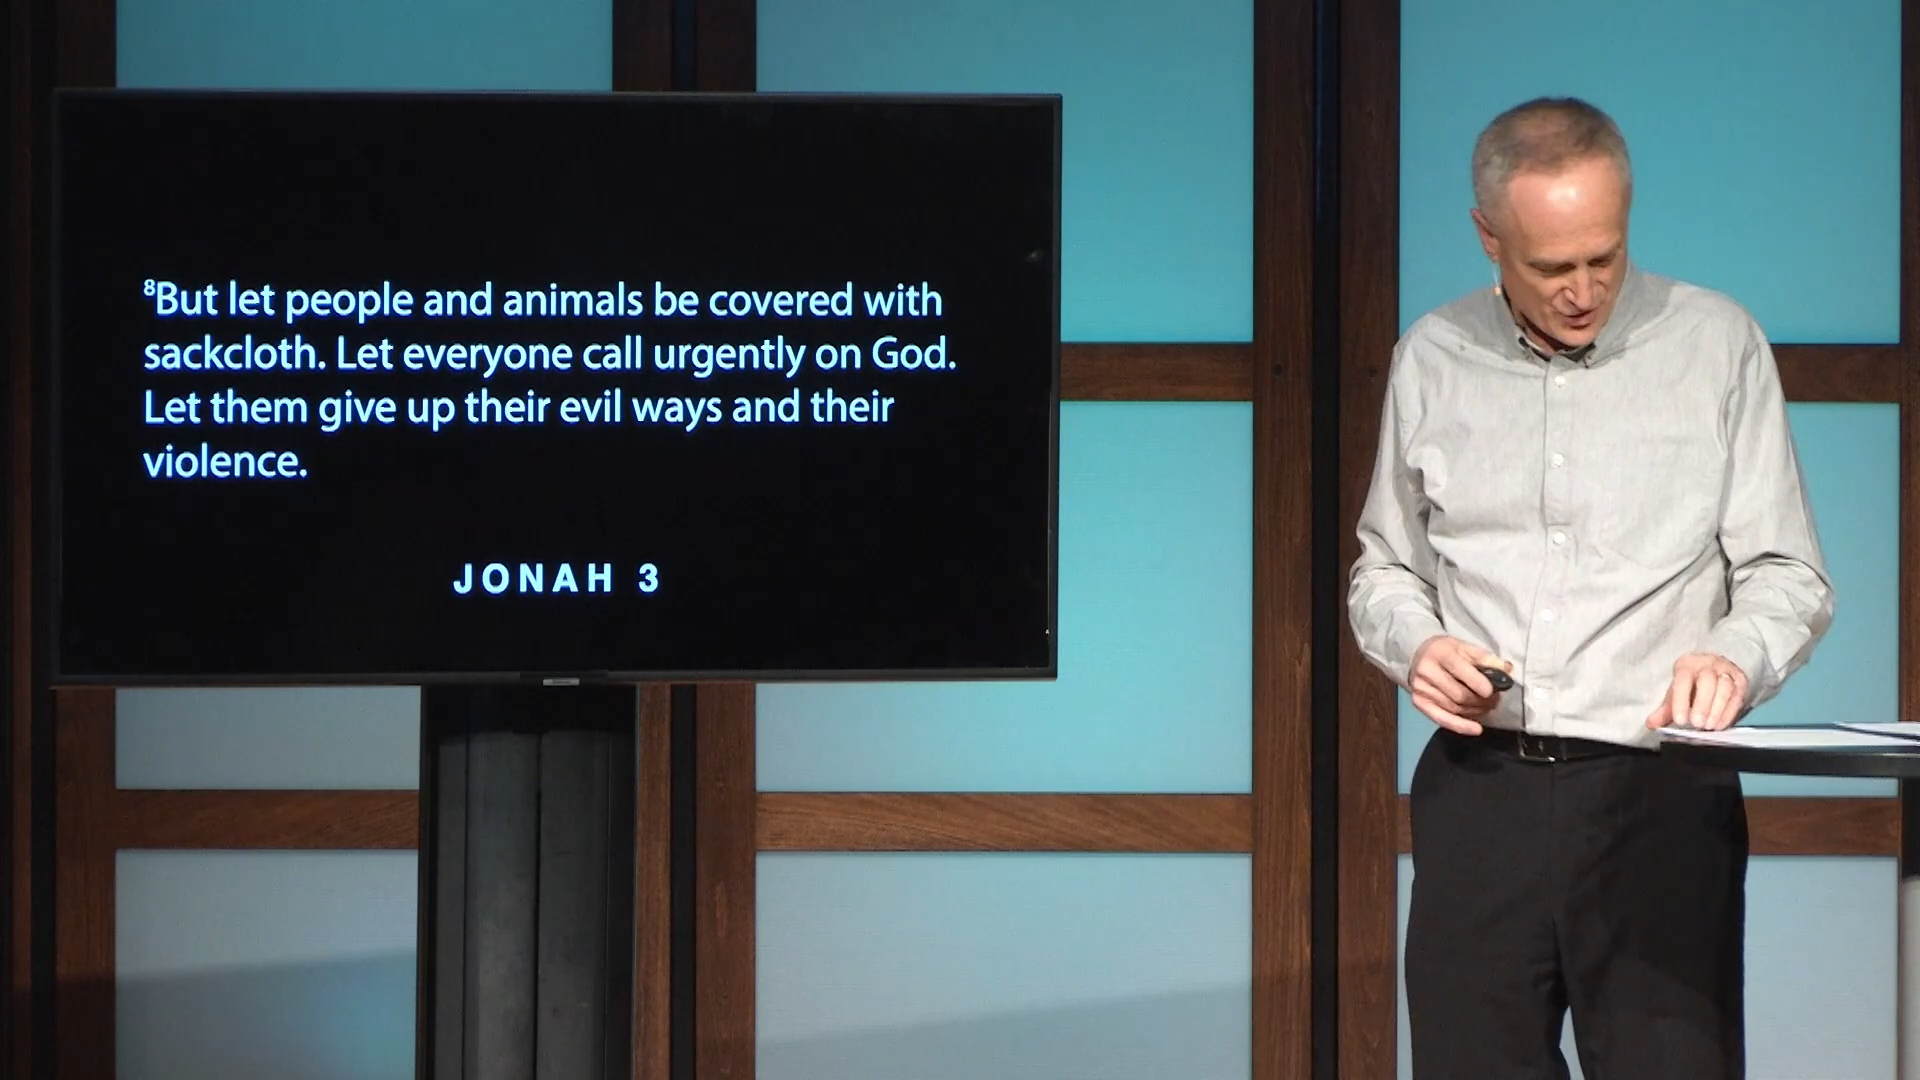 ⁸But let people and animals be covered with
sackcloth. Let everyone call urgently on God.
Let them give up their evil ways and their
violence.
JONAH 3